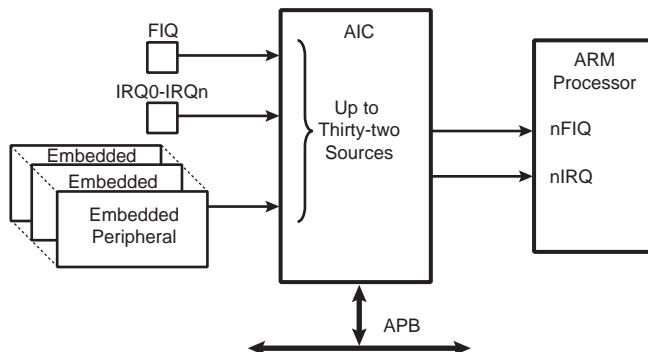 FIQ
IRQ0-IRQn
Embedded
Embedded
Embedded
Peripheral
AIC
Up to
Thirty-two
Sources
ARM
Processor
nFIQ
nIRQ
APB